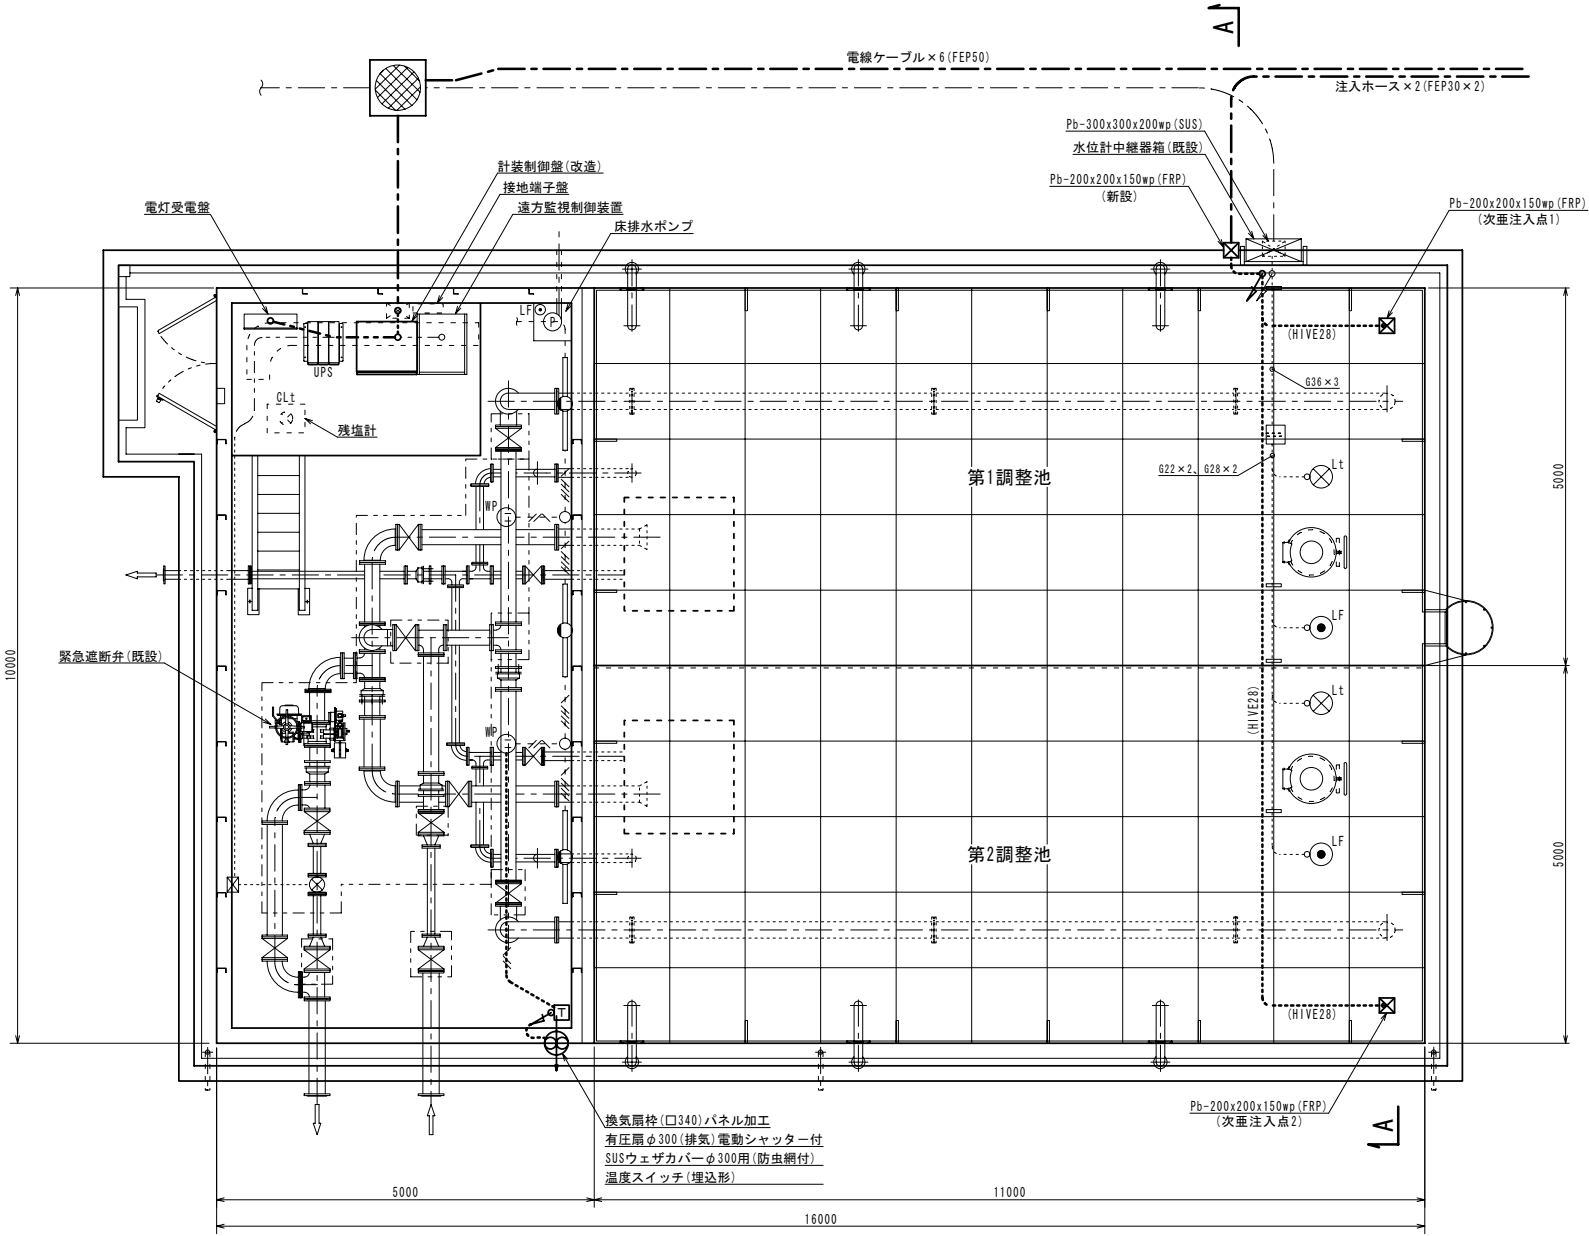 A
電線ケーブル×6(FEP50)
注入ホース×2(FEP30×2)
Pb-300x300x200wp(SUS)
水位計中継器箱(既設)
Pb-200x200x150wp(FRP)
(新設)
Pb-200x200x150wp(FRP)
(次亜注入点1)
計装制御盤(改造)
接地端子盤
遠方監視制御装置
床排水ポンプ
電灯受電盤
LF
P
UPS
CLt
残塩計
(HIVE28)
G36×3
第1調整池
G22×2、G28×2
Lt
WP
5000
LF
緊急遮断弁(既設)
10000
Lt
(HIVE28)
WP
第2調整池
LF
5000
T
(HIVE28)
Pb-200x200x150wp(FRP)
(次亜注入点2)
A
換気扇枠(口340)パネル加工
有圧扇φ300(排気)電動シャッター付
SUSウェザカバーφ300用(防虫網付)
温度スイッチ(埋込形)
5000
11000
16000